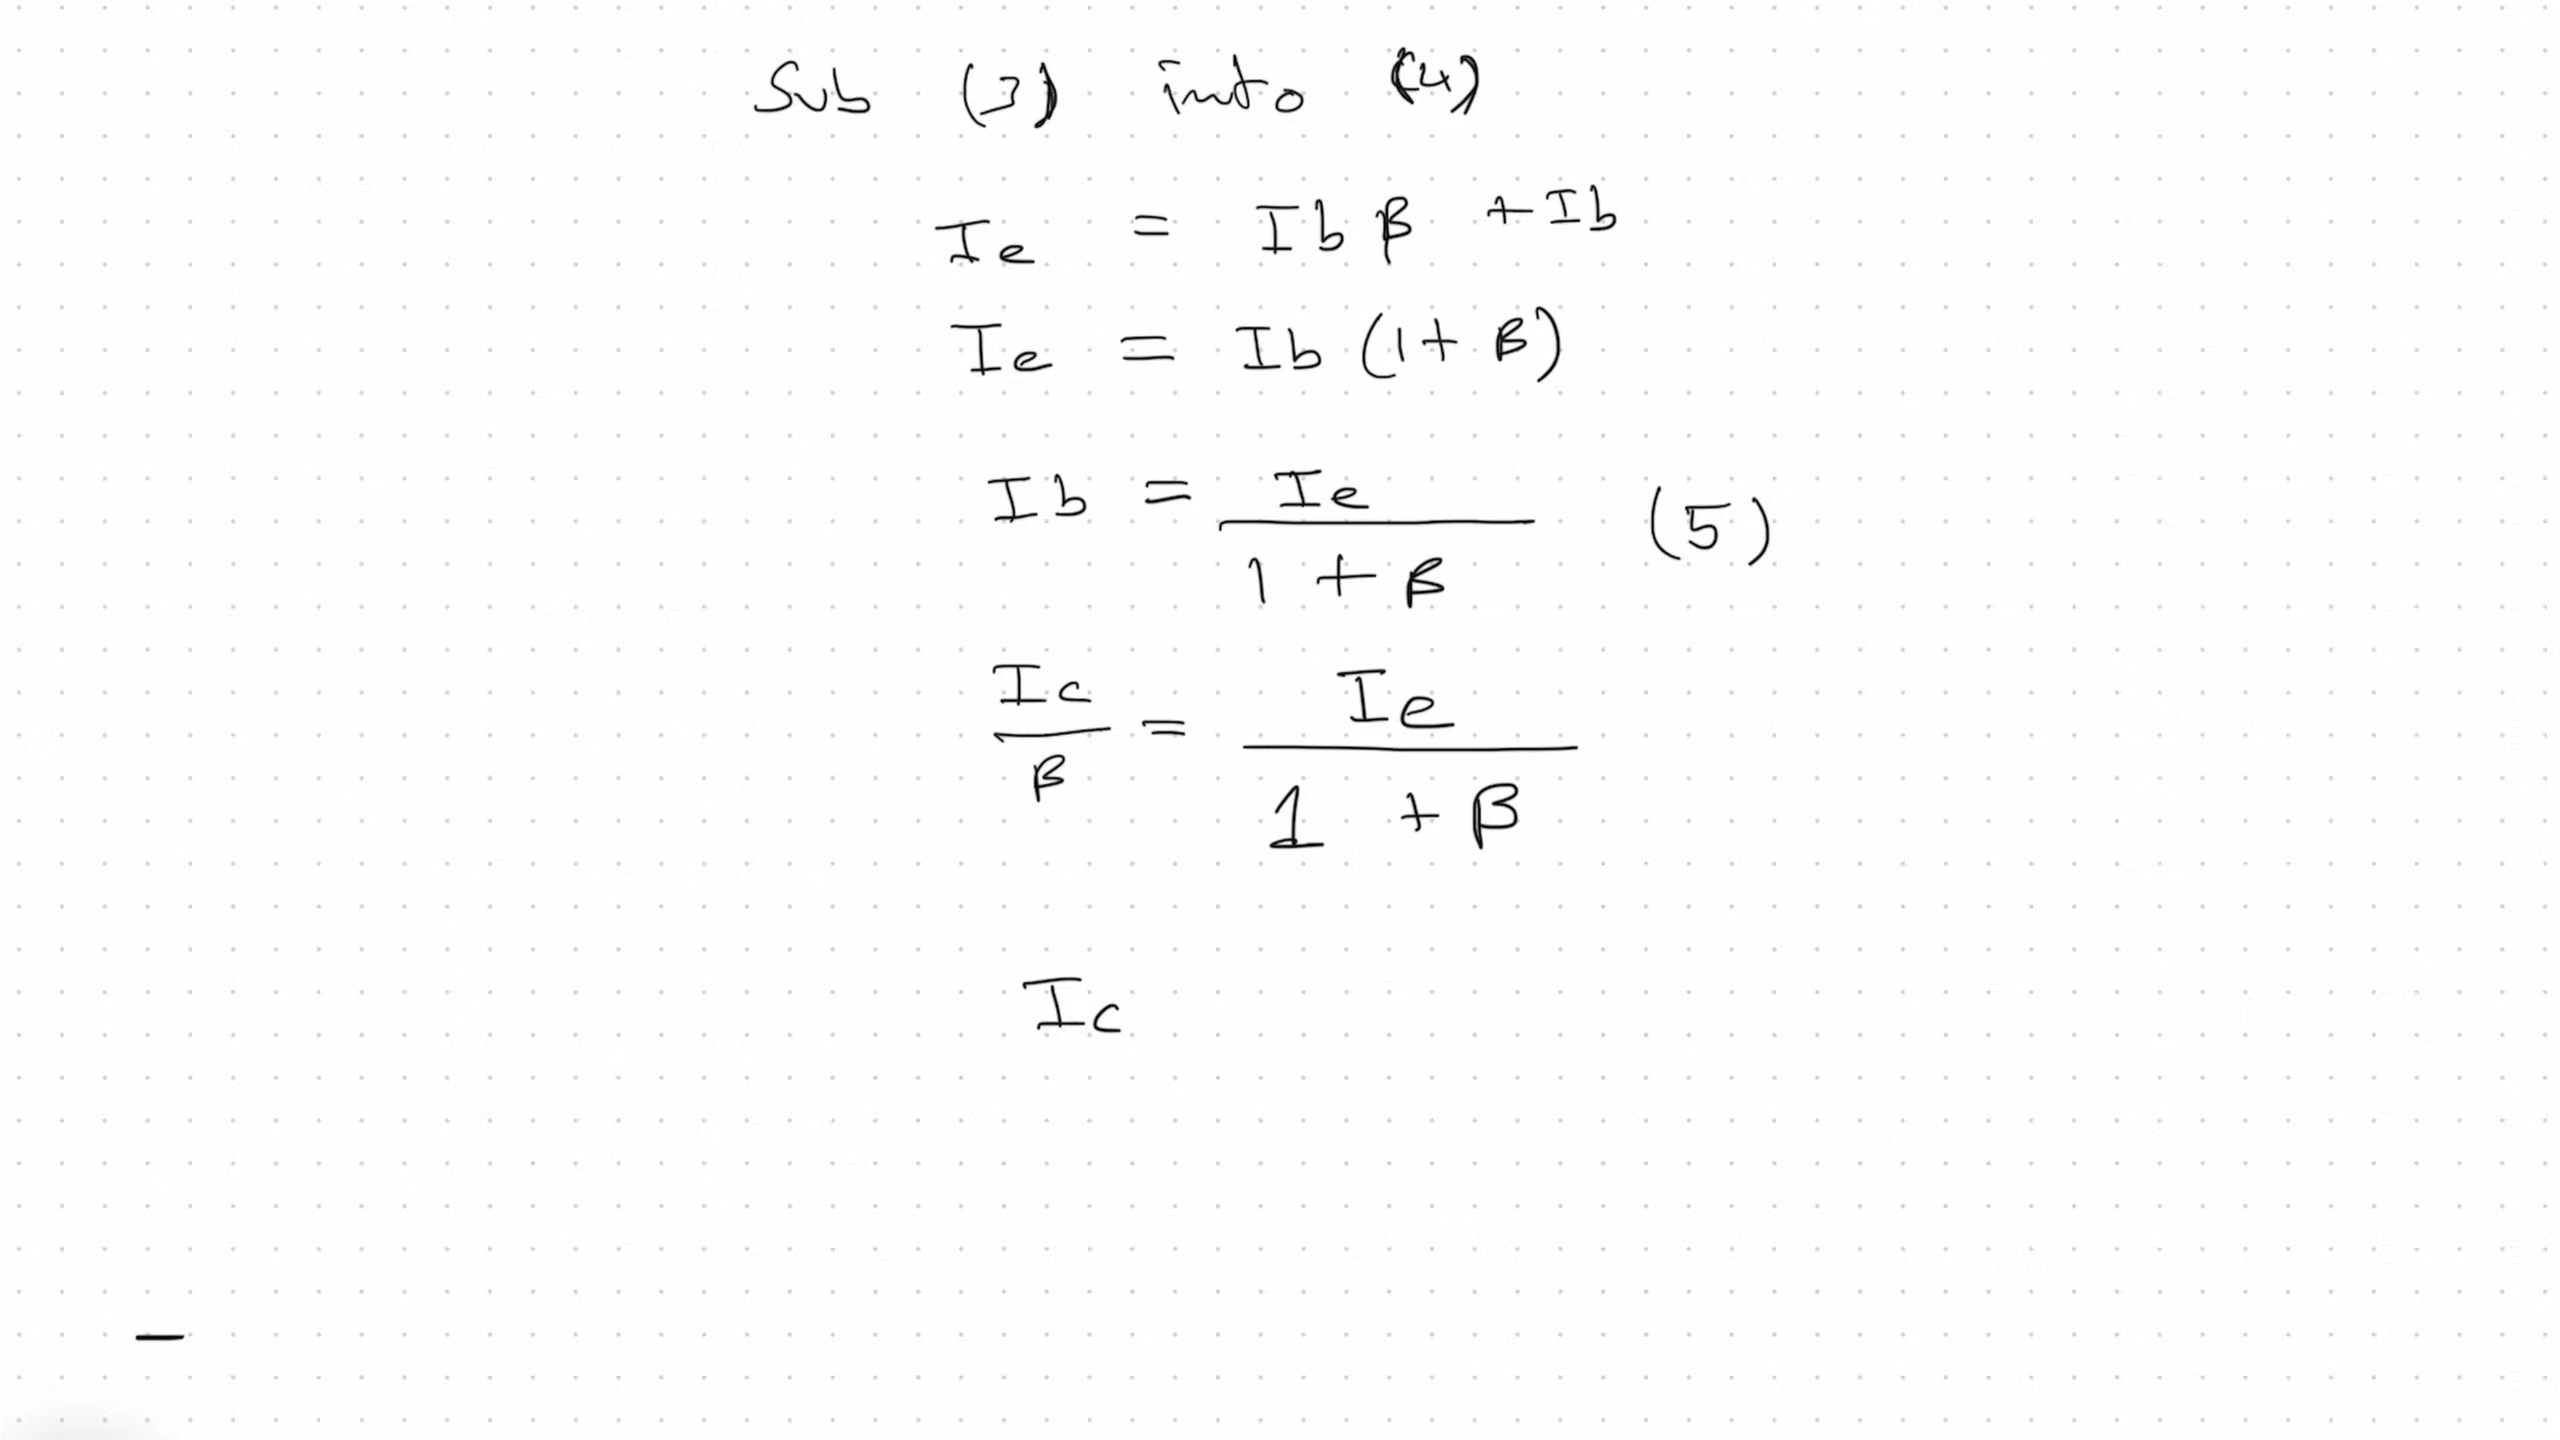 Sub (3) into (4)
Ie = Ib β + Ib
Ie = Ib (1 + β)
Ib = Ie / 1 + β (5)
Ic / β = Ie / 1 + β
Ic